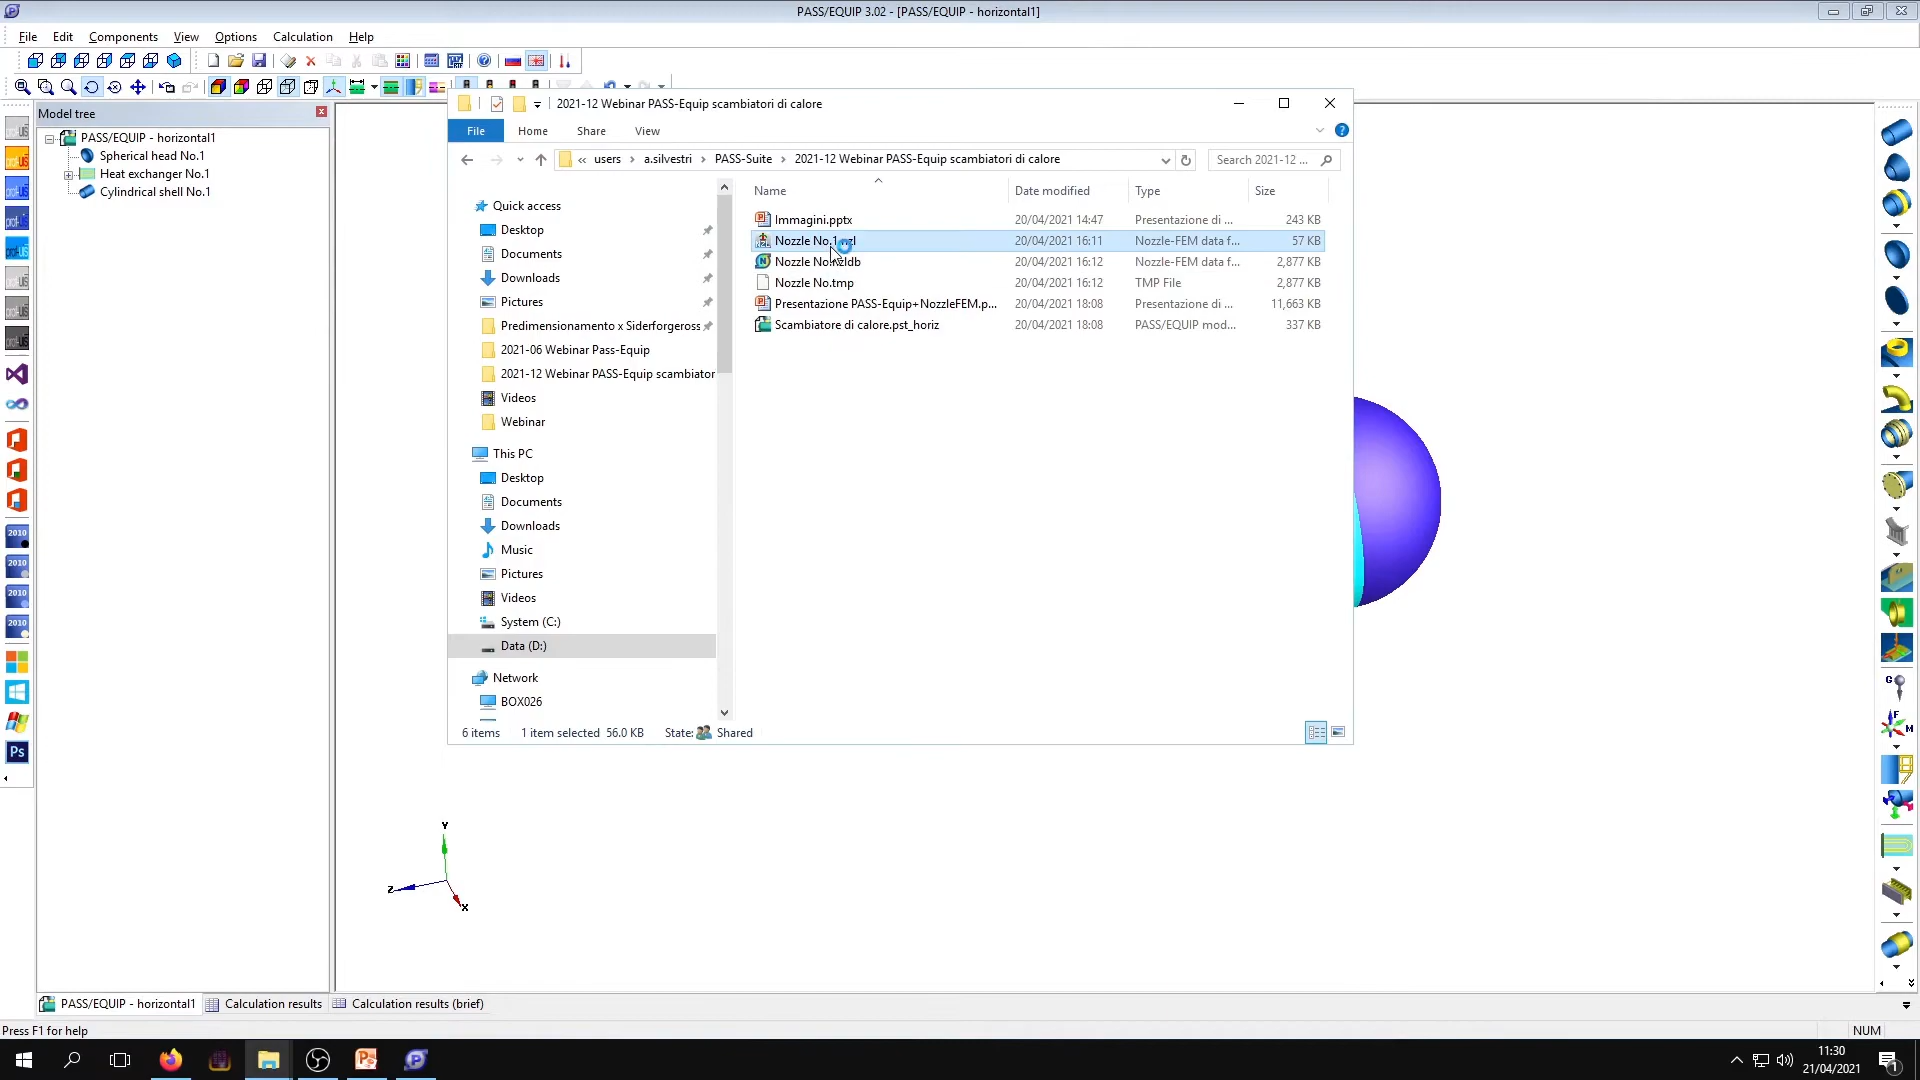 PASS/EQUIP 3.02 - [PASS/EQUIP - horizontal1]
File Edit Components View Options Calculation Help
Model tree
PASS/EQUIP - horizontal1
Spherical head No.1
Heat exchanger No.1
Cylindrical shell No.1
2021-12 Webinar PASS-Equip scambiatori di calore
File Home Share View
« users › a.silvestri › PASS-Suite › 2021-12 Webinar PASS-Equip scambiatori di calore
Search 2021-12 ...
Name Date modified Type Size
Immagini.pptx 20/04/2021 14:47 Presentazione di ... 243 KB
Nozzle No.1 20/04/2021 16:11 Nozzle-FEM data f... 57 KB
20/04/2021 16:12 Nozzle-FEM data f... 2,877 KB
Nozzle No.tmp 20/04/2021 16:12 TMP File 2,877 KB
Presentazione PASS-Equip+NozzleFEM.p... 20/04/2021 18:08 Presentazione di ... 11,663 KB
Scambiatore di calore.pst_horiz 20/04/2021 18:08 PASS/EQUIP mod... 337 KB
Quick access
Desktop
Documents
Downloads
Pictures
Predimensionamento x Siderforgeross
2021-06 Webinar Pass-Equip
2021-12 Webinar PASS-Equip scambiator
Videos
Webinar
This PC
Desktop
Documents
Downloads
Music
Pictures
Videos
System (C:)
Data (D:)
Network
BOX026
6 items 1 item selected 56.0 KB State: Shared
2010
2010
2010
2010
Ps
G
F
M
Y
Z
X
PASS/EQUIP - horizontal1 Calculation results Calculation results (brief)
Press F1 for help
NUM
11:30
21/04/2021
1